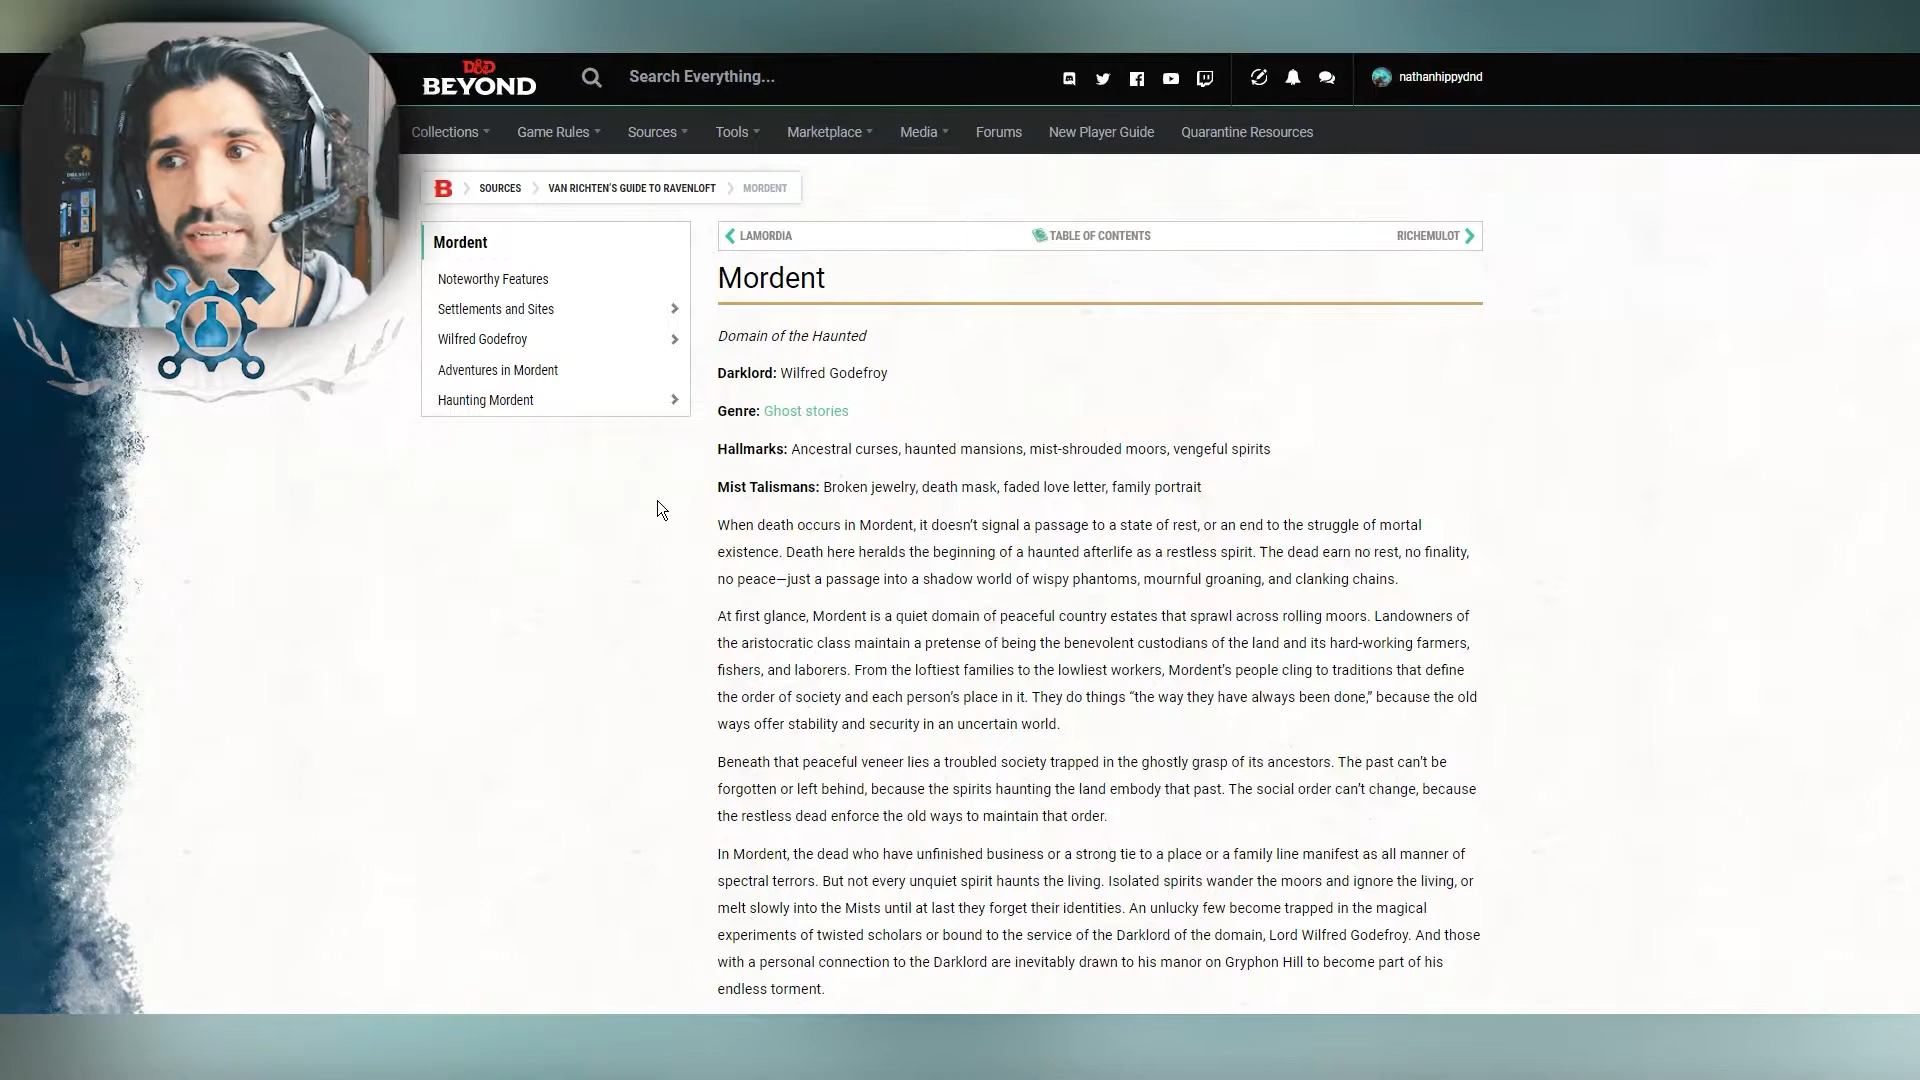 D&D
BEYOND
Search Everything...
nathanhippydnd
Collections
Game Rules
Sources
Tools
Marketplace
Media
Forums
New Player Guide
Quarantine Resources
B
SOURCES
VAN RICHTEN'S GUIDE TO RAVENLOFT
MORDENT
Mordent
Noteworthy Features
Settlements and Sites
Wilfred Godefroy
Adventures in Mordent
Haunting Mordent
LAMORDIA
TABLE OF CONTENTS
RICHEMULOT
Mordent
Domain of the Haunted
Darklord: Wilfred Godefroy
Genre: Ghost stories
Hallmarks: Ancestral curses, haunted mansions, mist-shrouded moors, vengeful spirits
Mist Talismans: Broken jewelry, death mask, faded love letter, family portrait
When death occurs in Mordent, it doesn’t signal a passage to a state of rest, or an end to the struggle of mortal
existence. Death here heralds the beginning of a haunted afterlife as a restless spirit. The dead earn no rest, no finality,
no peace—just a passage into a shadow world of wispy phantoms, mournful groaning, and clanking chains.
At first glance, Mordent is a quiet domain of peaceful country estates that sprawl across rolling moors. Landowners of
the aristocratic class maintain a pretense of being the benevolent custodians of the land and its hard-working farmers,
fishers, and laborers. From the loftiest families to the lowliest workers, Mordent’s people cling to traditions that define
the order of society and each person’s place in it. They do things “the way they have always been done,” because the old
ways offer stability and security in an uncertain world.
Beneath that peaceful veneer lies a troubled society trapped in the ghostly grasp of its ancestors. The past can’t be
forgotten or left behind, because the spirits haunting the land embody that past. The social order can’t change, because
the restless dead enforce the old ways to maintain that order.
In Mordent, the dead who have unfinished business or a strong tie to a place or a family line manifest as all manner of
spectral terrors. But not every unquiet spirit haunts the living. Isolated spirits wander the moors and ignore the living, or
melt slowly into the Mists until at last they forget their identities. An unlucky few become trapped in the magical
experiments of twisted scholars or bound to the service of the Darklord of the domain, Lord Wilfred Godefroy. And those
with a personal connection to the Darklord are inevitably drawn to his manor on Gryphon Hill to become part of his
endless torment.